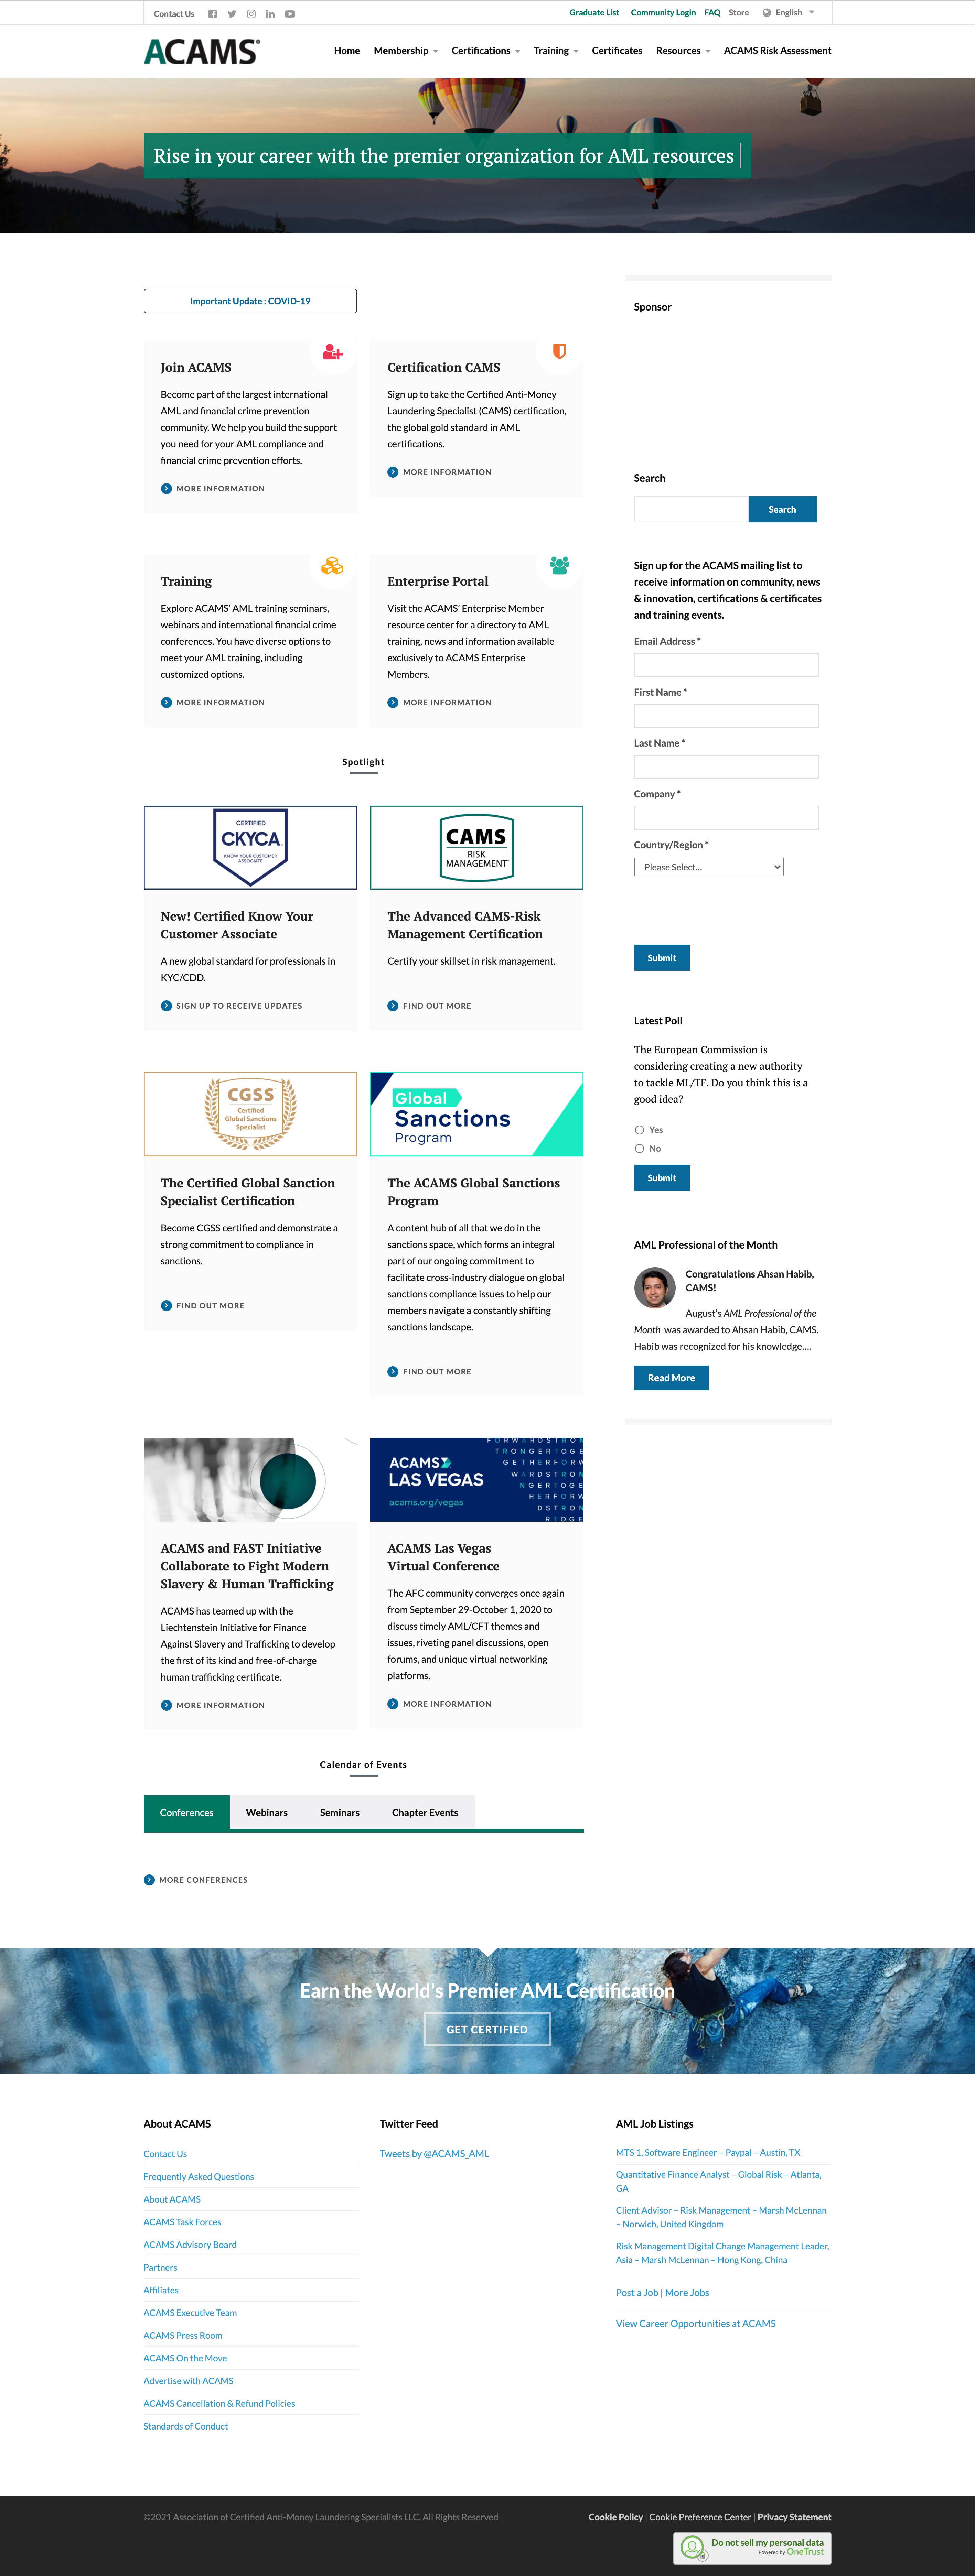 Contact Us
Graduate List Community Login FAQ Store English
ACAMS®
Home Membership Certifications Training Certificates Resources ACAMS Risk Assessment
Rise in your career with the premier organization for AML resources
Important Update : COVID-19
Join ACAMS
Become part of the largest international
AML and financial crime prevention
community. We help you build the support
you need for your AML compliance and
financial crime prevention efforts.
MORE INFORMATION
Certification CAMS
Sign up to take the Certified Anti-Money
Laundering Specialist (CAMS) certification,
the global gold standard in AML
certifications.
MORE INFORMATION
Training
Explore ACAMS’ AML training seminars,
webinars and international financial crime
conferences. You have diverse options to
meet your AML training, including
customized options.
MORE INFORMATION
Enterprise Portal
Visit the ACAMS’ Enterprise Member
resource center for a directory to AML
training, news and information available
exclusively to ACAMS Enterprise
Members.
MORE INFORMATION
Spotlight
CERTIFIED
CKYCA
KNOW YOUR CUSTOMER
ASSOCIATE
New! Certified Know Your
Customer Associate
A new global standard for professionals in
KYC/CDD.
SIGN UP TO RECEIVE UPDATES
CAMS
RISK
MANAGEMENT
The Advanced CAMS-Risk
Management Certification
Certify your skillset in risk management.
FIND OUT MORE
CGSS
Certified
Global Sanctions
Specialist
The Certified Global Sanction
Specialist Certification
Become CGSS certified and demonstrate a
strong commitment to compliance in
sanctions.
FIND OUT MORE
Global
Sanctions
Program
The ACAMS Global Sanctions
Program
A content hub of all that we do in the
sanctions space, which forms an integral
part of our ongoing commitment to
facilitate cross-industry dialogue on global
sanctions compliance issues to help our
members navigate a constantly shifting
sanctions landscape.
FIND OUT MORE
ACAMS and FAST Initiative
Collaborate to Fight Modern
Slavery & Human Trafficking
ACAMS has teamed up with the
Liechtenstein Initiative for Finance
Against Slavery and Trafficking to develop
the first of its kind and free-of-charge
human trafficking certificate.
MORE INFORMATION
ACAMS
LAS VEGAS
acams.org/vegas
FORWARDSTRON
TRONGERTOGE
GETHERFORW
WARDSTRON
NGERTOGE
HERFORW
DSTRON
RTOGE
ACAMS Las Vegas
Virtual Conference
The AFC community converges once again
from September 29-October 1, 2020 to
discuss timely AML/CFT themes and
issues, riveting panel discussions, open
forums, and unique virtual networking
platforms.
MORE INFORMATION
Calendar of Events
Conferences Webinars Seminars Chapter Events
MORE CONFERENCES
Sponsor
Search
Search
Sign up for the ACAMS mailing list to
receive information on community, news
& innovation, certifications & certificates
and training events.
Email Address *
First Name *
Last Name *
Company *
Country/Region *
Please Select...
Submit
Latest Poll
The European Commission is
considering creating a new authority
to tackle ML/TF. Do you think this is a
good idea?
Yes
No
Submit
AML Professional of the Month
Congratulations Ahsan Habib,
CAMS!
August’s AML Professional of the
Month was awarded to Ahsan Habib, CAMS.
Habib was recognized for his knowledge....
Read More
Earn the World's Premier AML Certification
GET CERTIFIED
About ACAMS
Contact Us
Frequently Asked Questions
About ACAMS
ACAMS Task Forces
ACAMS Advisory Board
Partners
Affiliates
ACAMS Executive Team
ACAMS Press Room
ACAMS On the Move
Advertise with ACAMS
ACAMS Cancellation & Refund Policies
Standards of Conduct
Twitter Feed
Tweets by @ACAMS_AML
AML Job Listings
MTS 1, Software Engineer – Paypal – Austin, TX
Quantitative Finance Analyst – Global Risk – Atlanta,
GA
Client Advisor – Risk Management – Marsh McLennan
– Norwich, United Kingdom
Risk Management Digital Change Management Leader,
Asia – Marsh McLennan – Hong Kong, China
Post a Job | More Jobs
View Career Opportunities at ACAMS
©2021 Association of Certified Anti-Money Laundering Specialists LLC. All Rights Reserved
Cookie Policy | Cookie Preference Center | Privacy Statement
Do not sell my personal data
Powered by OneTrust